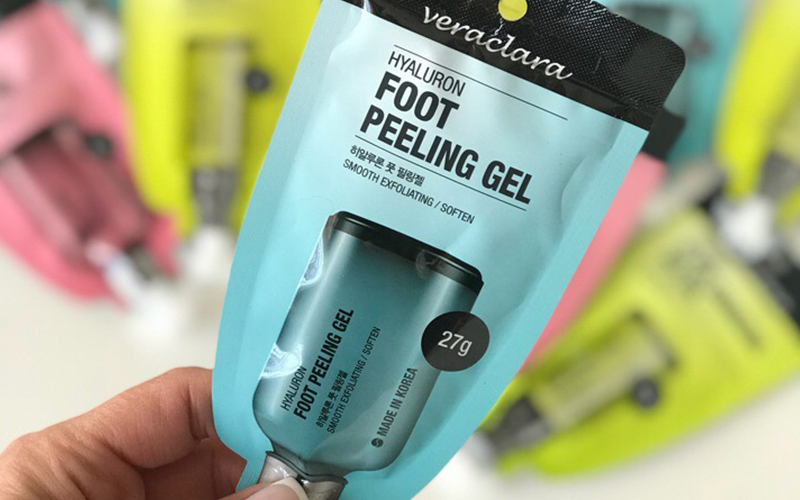 veraclara
HYALURON
FOOT
PEELING GEL
히알루론 풋 필링젤
SMOOTH EXFOLIATING / SOFTEN
27g
HYALURON
FOOT PEELING GEL
히알루론 풋 필링젤
SMOOTH EXFOLIATING / SOFTEN
MADE IN KOREA